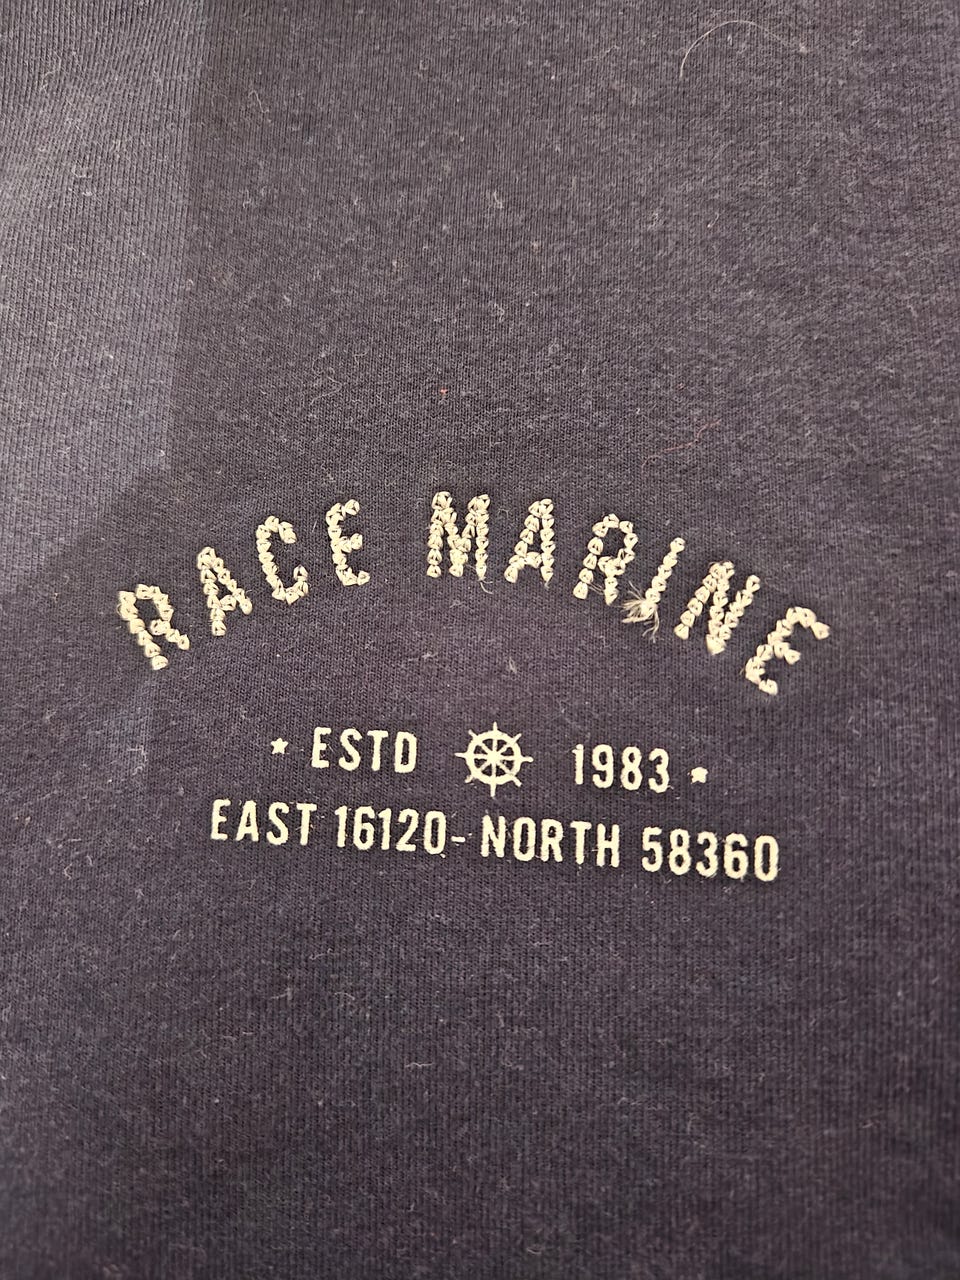 RACE MARINE
★ ESTD 1983 ★
EAST 16120-NORTH 58360